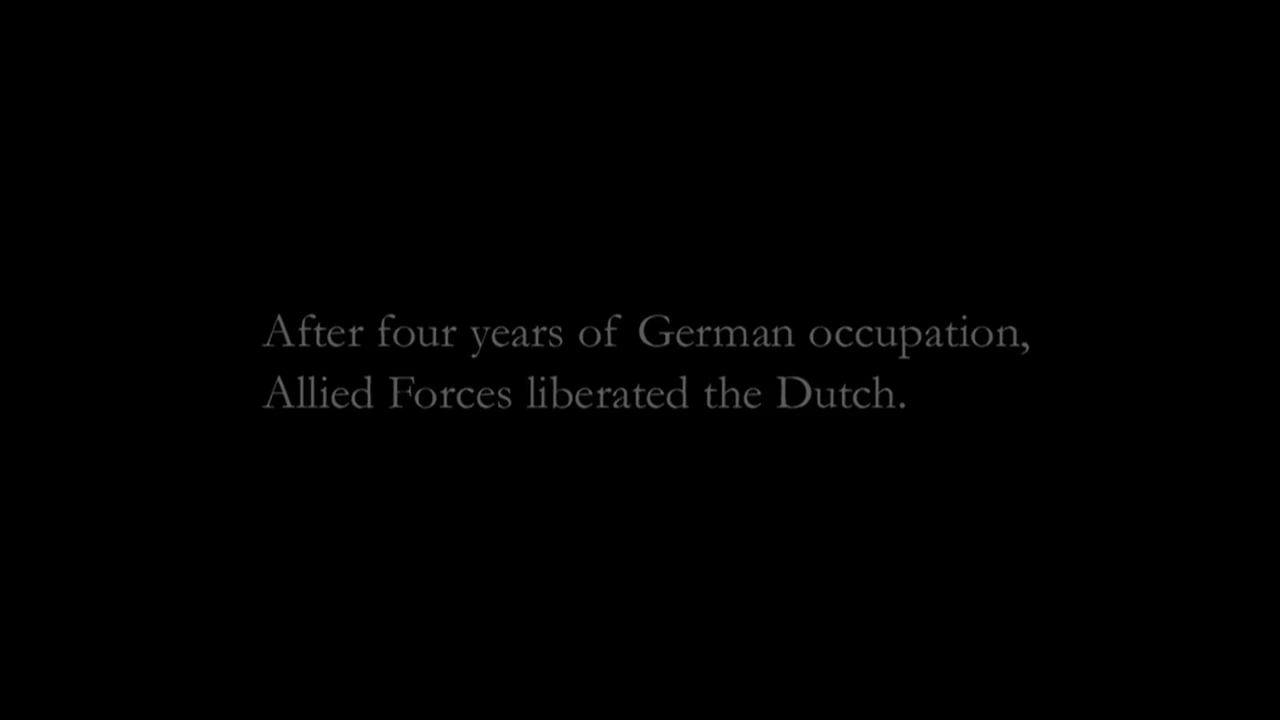 After four years of German occupation,
Allied Forces liberated the Dutch.